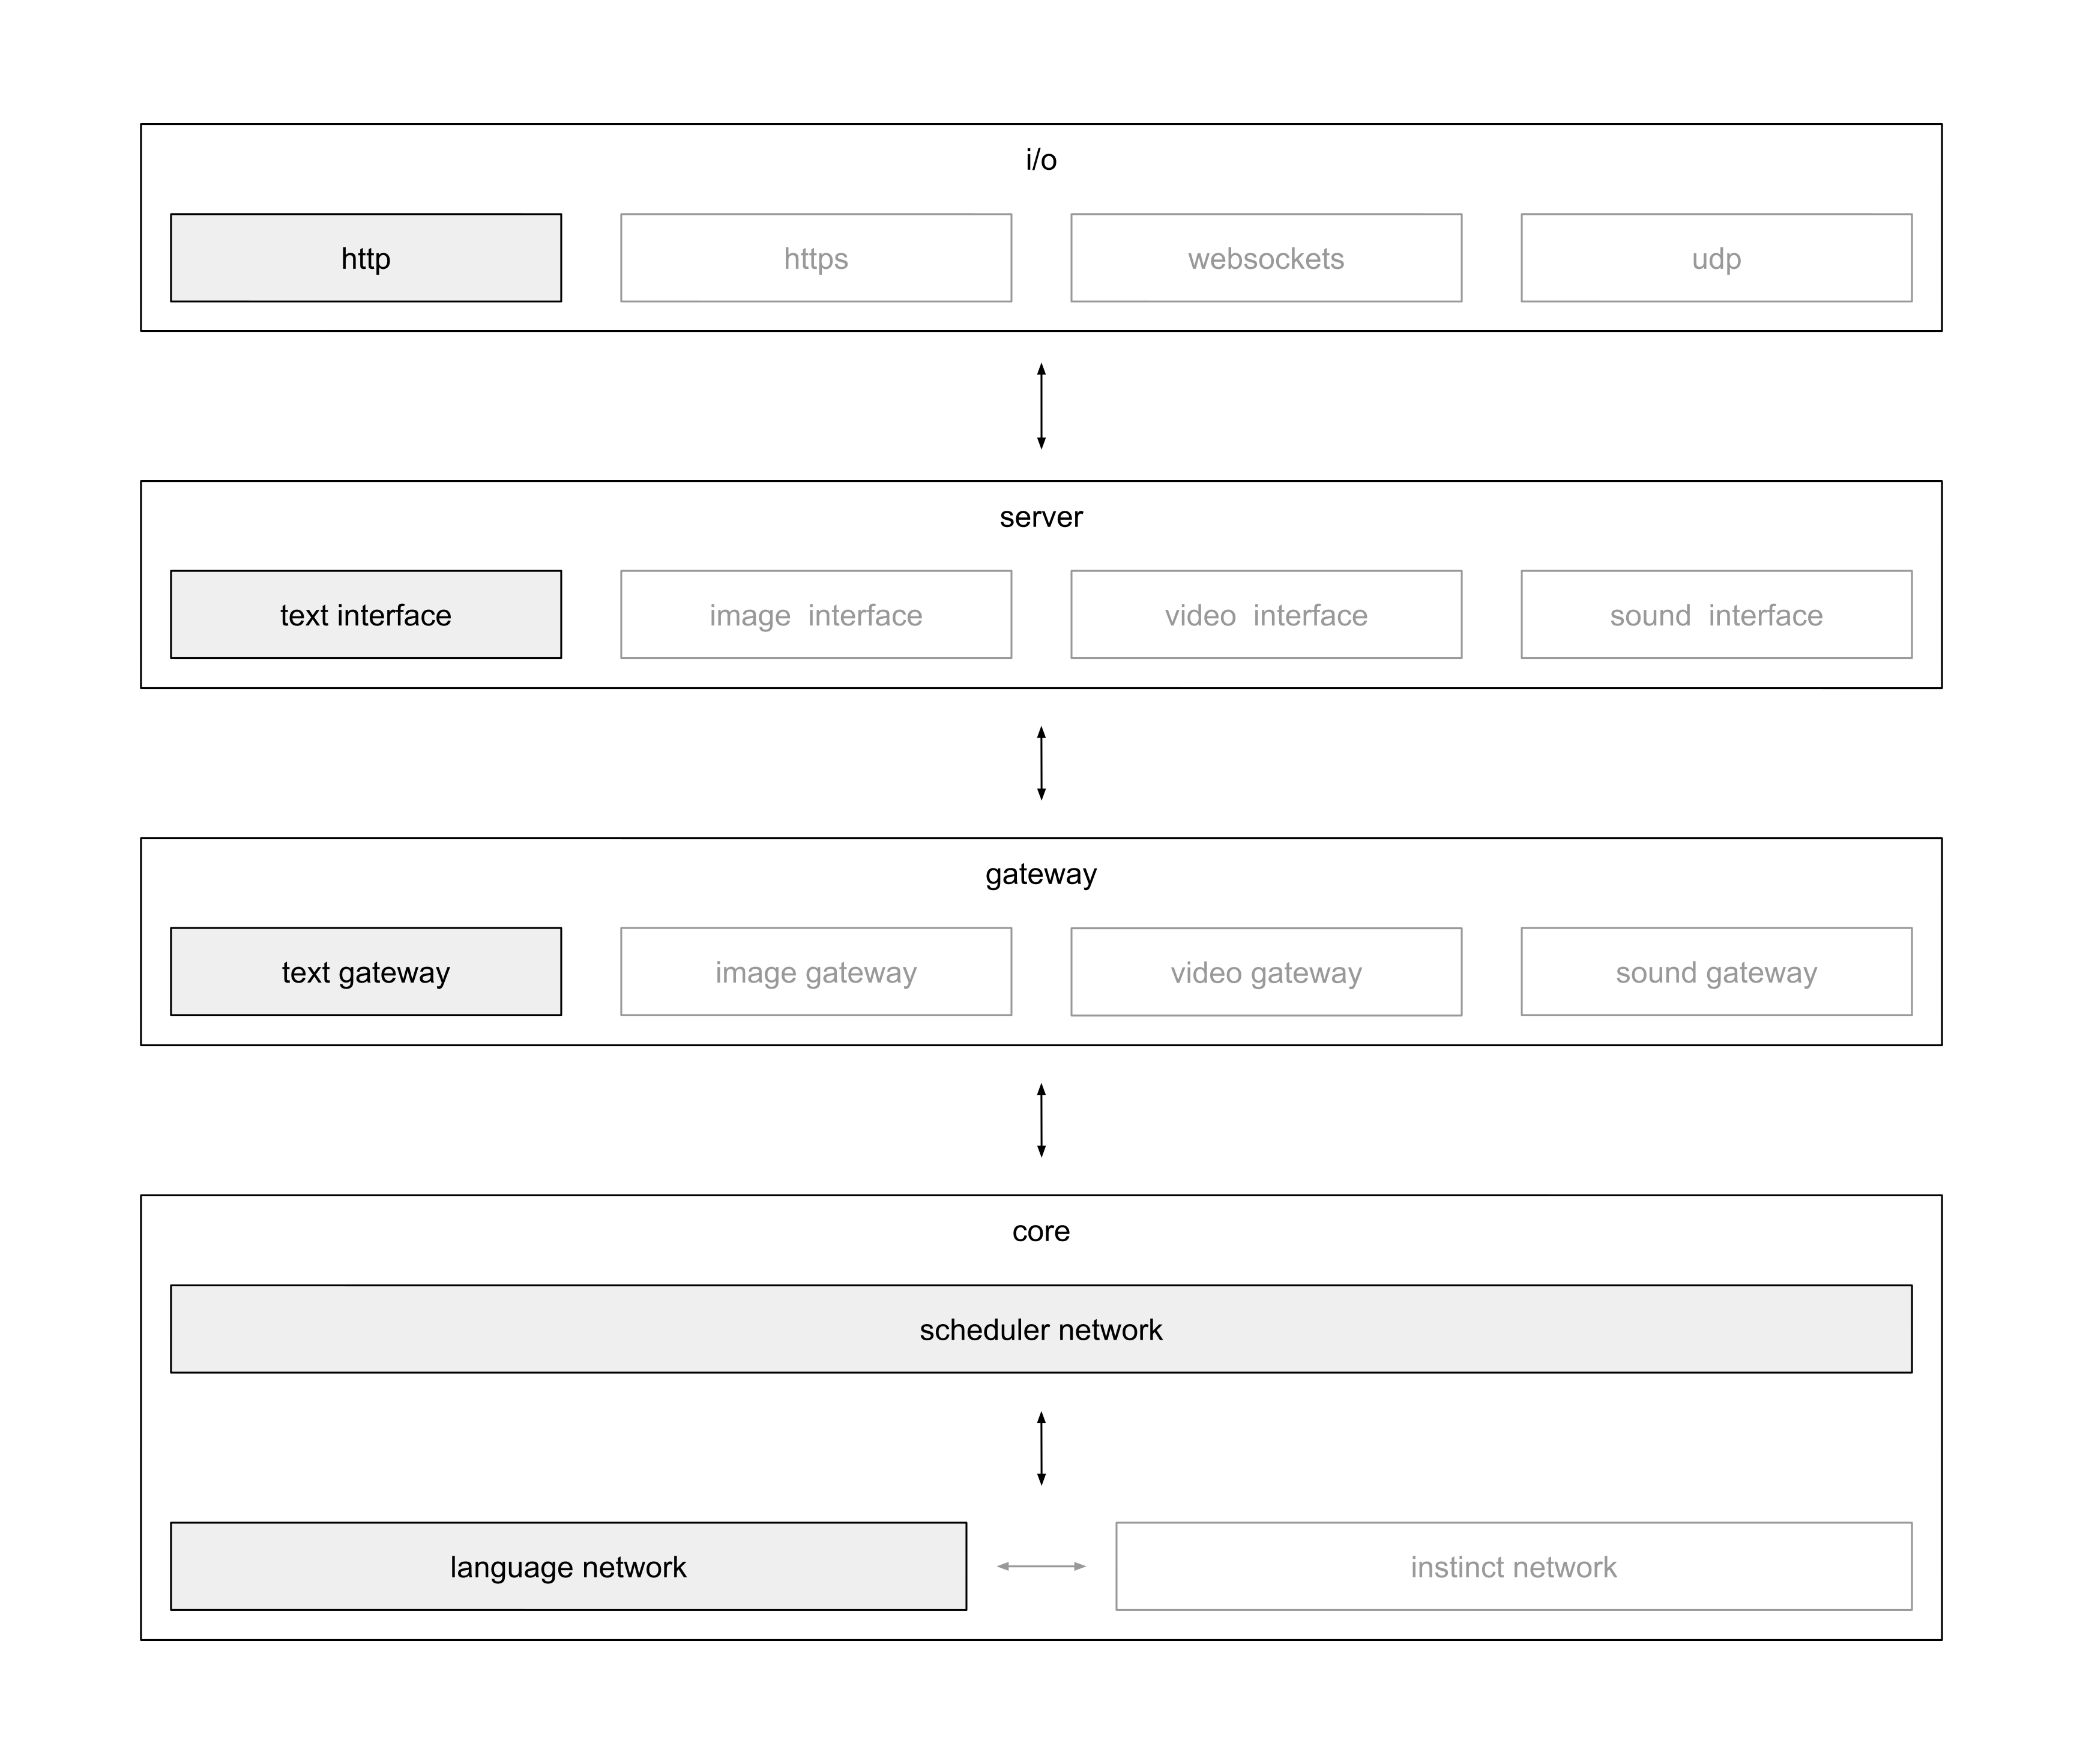 i/o
http
https
websockets
udp
server
text interface
image  interface
video  interface
sound  interface
gateway
text gateway
image gateway
video gateway
sound gateway
core
scheduler network
language network
instinct network